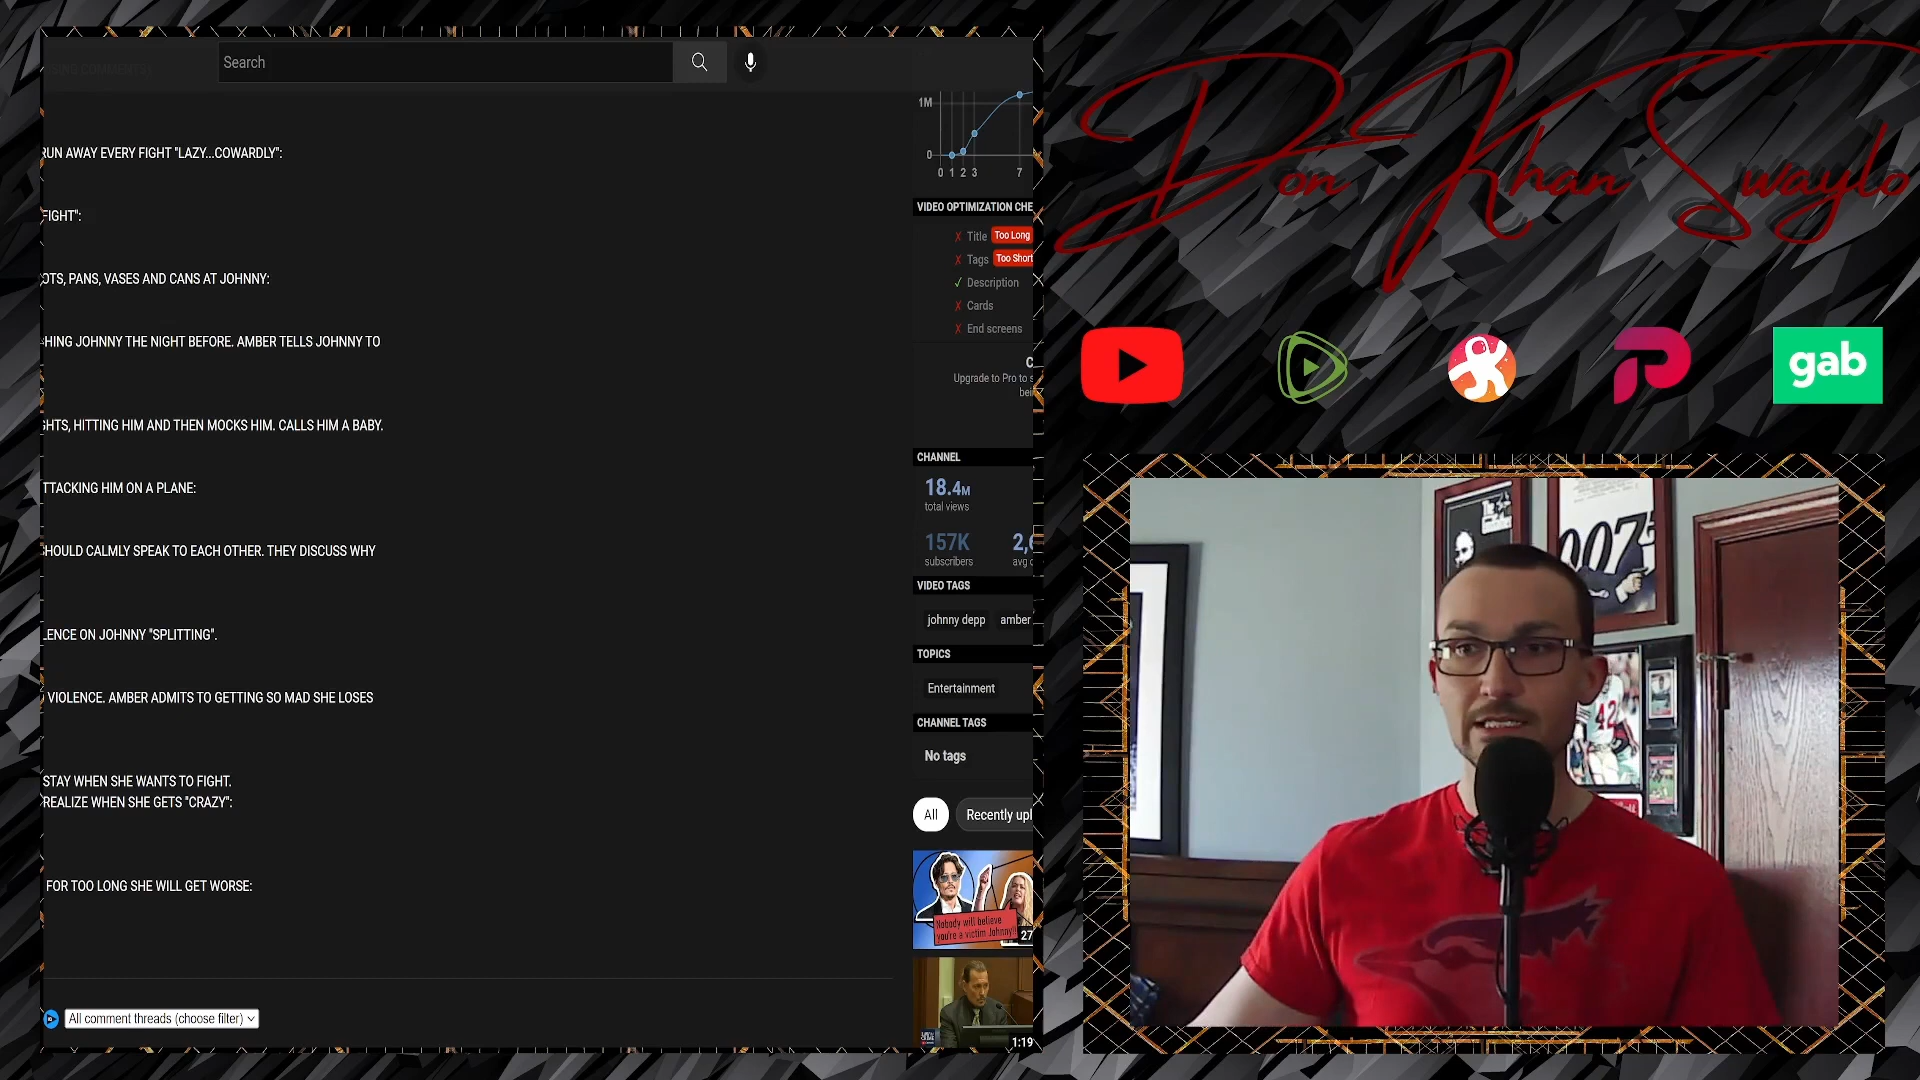 Search
RUN AWAY EVERY FIGHT "LAZY...COWARDLY":
FIGHT":
OTS, PANS, VASES AND CANS AT JOHNNY:
HING JOHNNY THE NIGHT BEFORE. AMBER TELLS JOHNNY TO
GHTS, HITTING HIM AND THEN MOCKS HIM. CALLS HIM A BABY.
TTACKING HIM ON A PLANE:
HOULD CALMLY SPEAK TO EACH OTHER. THEY DISCUSS WHY
LENCE ON JOHNNY "SPLITTING".
VIOLENCE. AMBER ADMITS TO GETTING SO MAD SHE LOSES
STAY WHEN SHE WANTS TO FIGHT.
REALIZE WHEN SHE GETS "CRAZY":
FOR TOO LONG SHE WILL GET WORSE:
All comment threads (choose filter)
1M
0
0 1 2 3 7
VIDEO OPTIMIZATION CHE
✗ Title Too Long
✗ Tags Too Short
✓ Description
✗ Cards
✗ End screens
C
Upgrade to Pro to s
bei
CHANNEL
18.4M
total views
157K
subscribers
2,0
avg
VIDEO TAGS
johnny depp amber
TOPICS
Entertainment
CHANNEL TAGS
No tags
All Recently upl
Nobody will believe
you're a victim Johnny!!
27
1:19
Don Khan Swaylo
gab
007
42